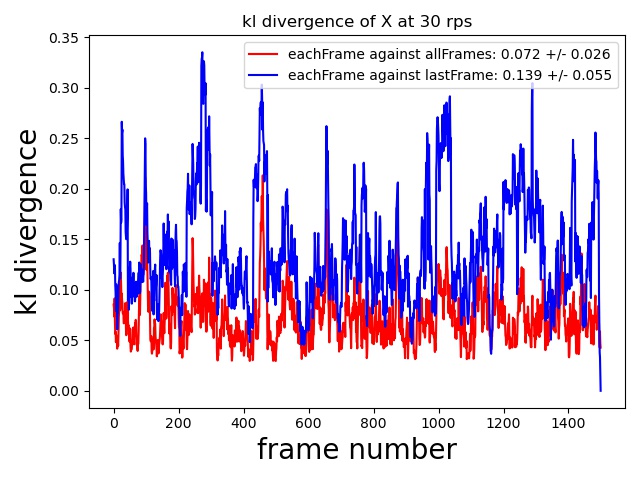 kl divergence of X at 30 rps
eachFrame against allFrames: 0.072 +/- 0.026
eachFrame against lastFrame: 0.139 +/- 0.055
kl divergence
0.35
0.30
0.25
0.20
0.15
0.10
0.05
0.00
0 200 400 600 800 1000 1200 1400
frame number